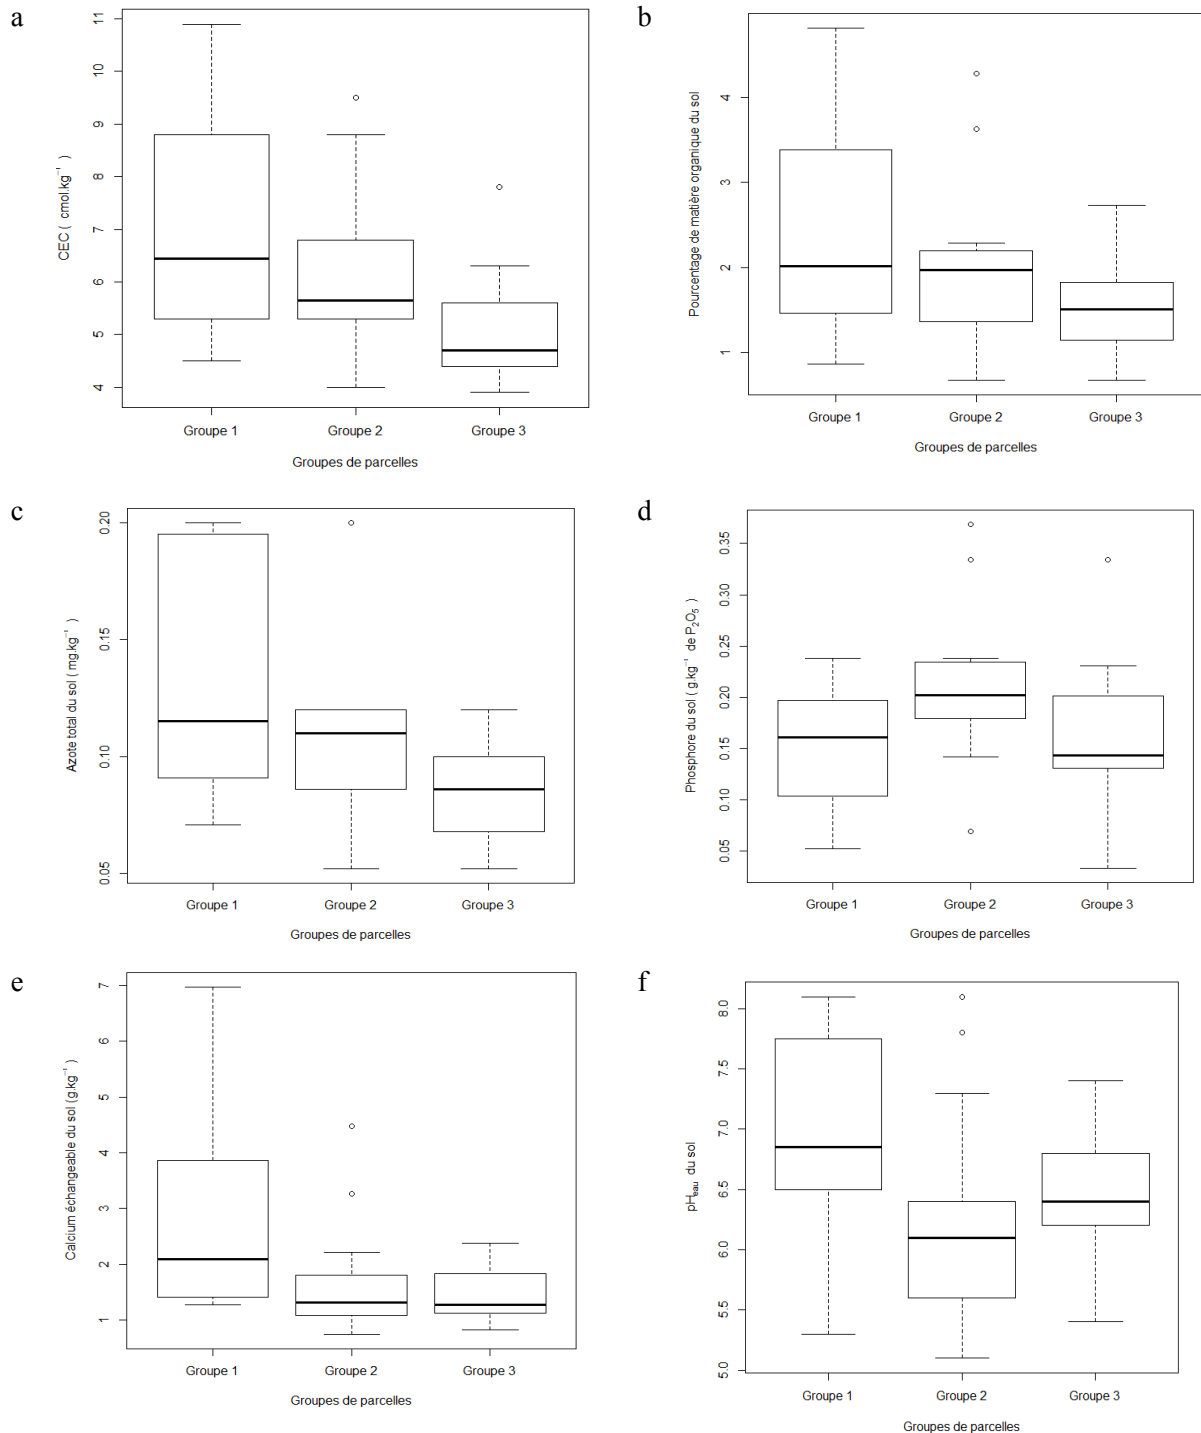 a
CEC ( cmol.kg⁻¹ )
11
10
9
8
7
6
5
4
Groupe 1 Groupe 2 Groupe 3
Groupes de parcelles
b
Pourcentage de matière organique du sol
4
3
2
1
Groupe 1 Groupe 2 Groupe 3
Groupes de parcelles
c
Azote total du sol ( mg.kg⁻¹ )
0.20
0.15
0.10
0.05
Groupe 1 Groupe 2 Groupe 3
Groupes de parcelles
d
Phosphore du sol ( g.kg⁻¹ de P₂O₅ )
0.35
0.30
0.25
0.20
0.15
0.10
0.05
Groupe 1 Groupe 2 Groupe 3
Groupes de parcelles
e
Calcium échangeable du sol ( g.kg⁻¹ )
7
6
5
4
3
2
1
Groupe 1 Groupe 2 Groupe 3
Groupes de parcelles
f
pHeau du sol
8.0
7.5
7.0
6.5
6.0
5.5
5.0
Groupe 1 Groupe 2 Groupe 3
Groupes de parcelles